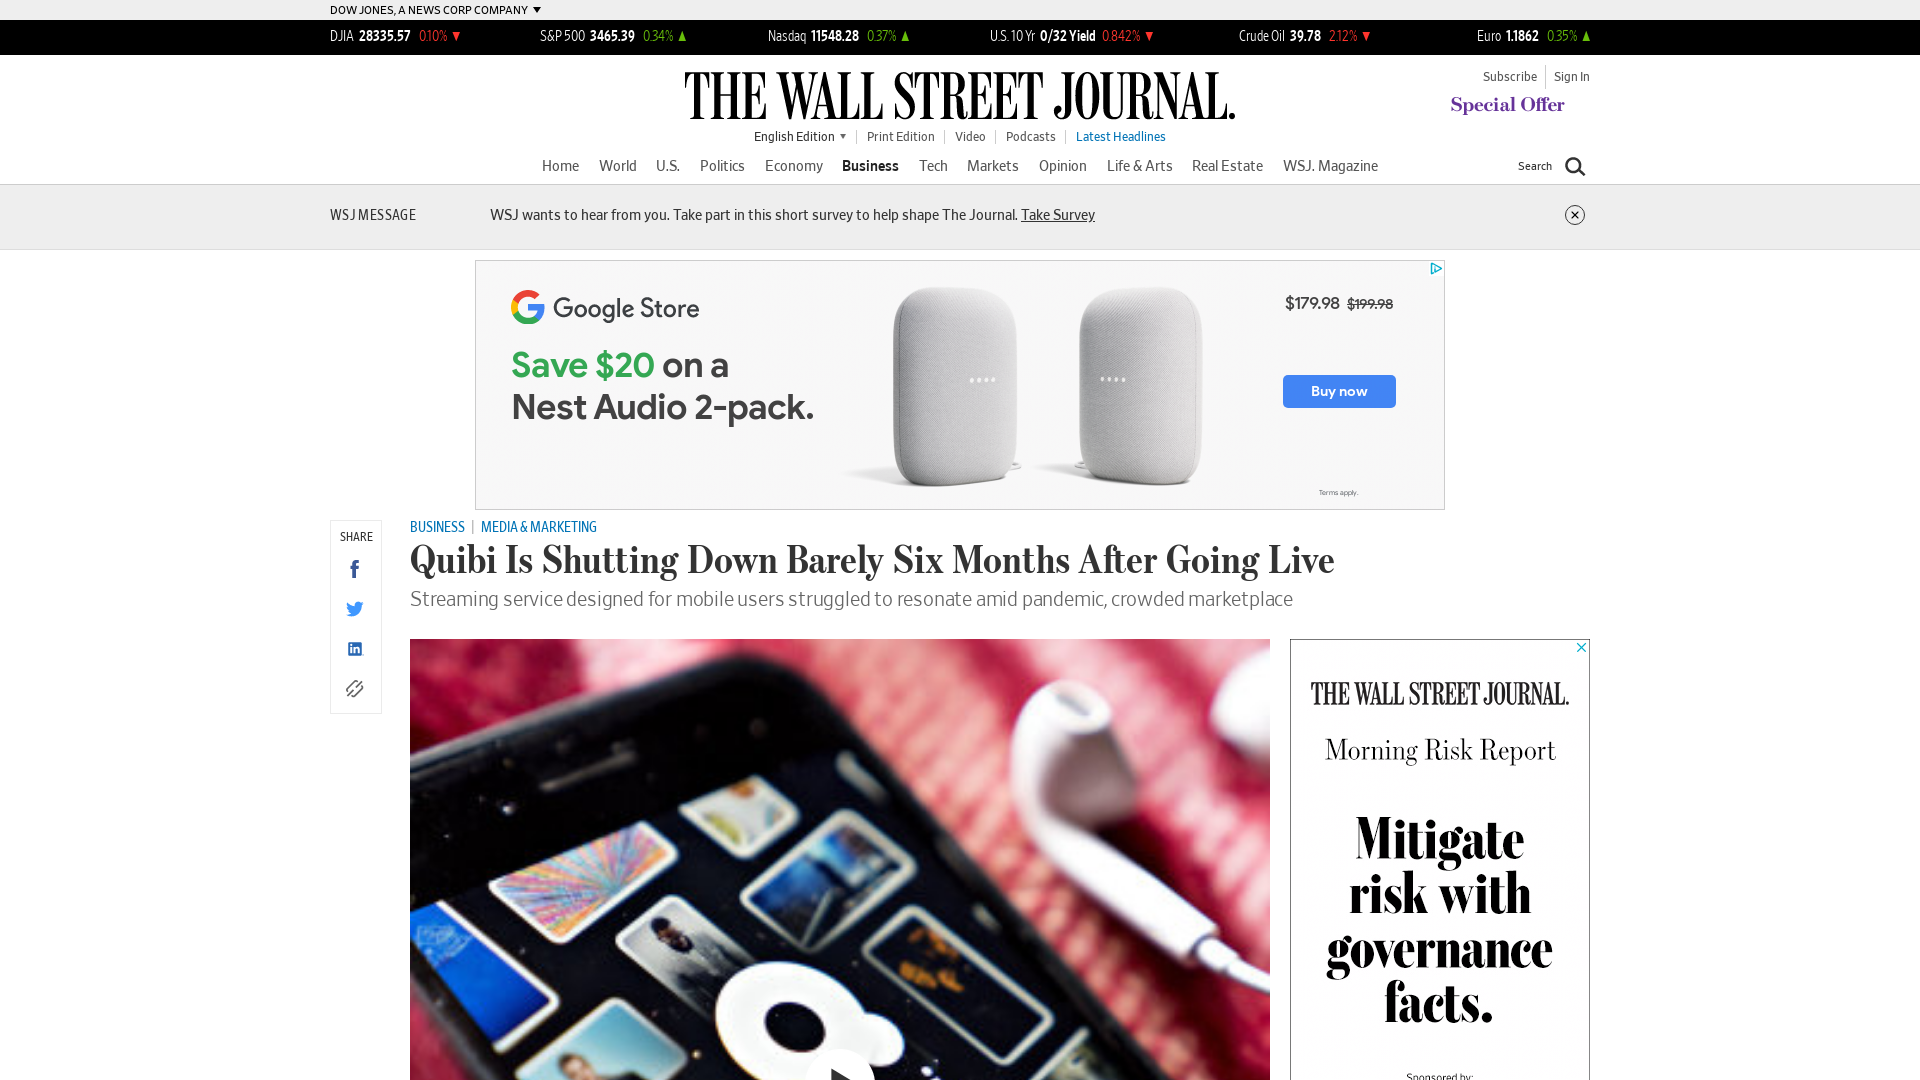 DOW JONES, A NEWS CORP COMPANY
DJIA 28335.57 0.10% S&P 500 3465.39 0.34% Nasdaq 11548.28 0.37% U.S. 10 Yr 0/32 Yield 0.842% Crude Oil 39.78 2.12% Euro 1.1862 0.35%
Subscribe Sign In
THE WALL STREET JOURNAL.
Special Offer
English Edition Print Edition Video Podcasts Latest Headlines
Home World U.S. Politics Economy Business Tech Markets Opinion Life & Arts Real Estate WSJ. Magazine Search
WSJ MESSAGE WSJ wants to hear from you. Take part in this short survey to help shape The Journal. Take Survey
Google Store
$179.98 $199.98
Save $20 on a
Nest Audio 2-pack.
Buy now
Terms apply.
BUSINESS | MEDIA & MARKETING
SHARE
Quibi Is Shutting Down Barely Six Months After Going Live
Streaming service designed for mobile users struggled to resonate amid pandemic, crowded marketplace
THE WALL STREET JOURNAL.
Morning Risk Report
Mitigate
risk with
governance
facts.
Sponsored by: